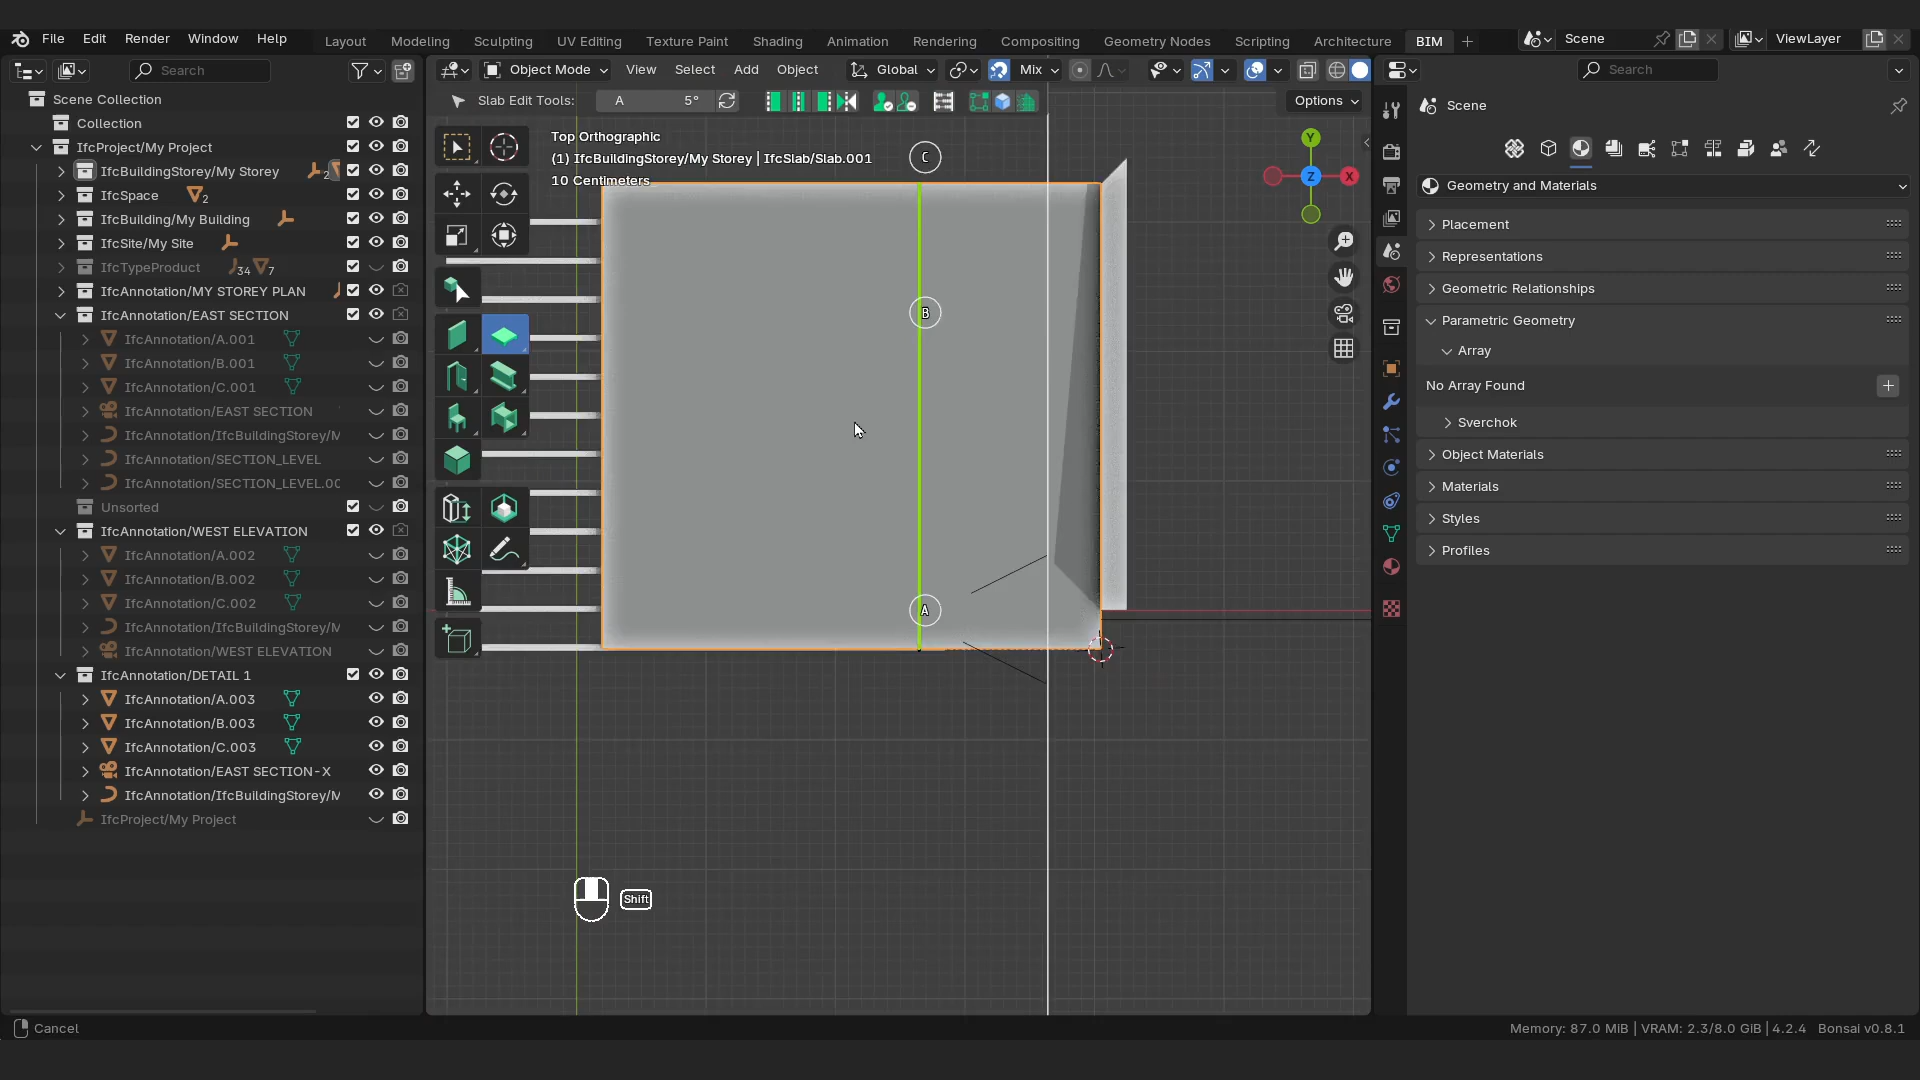 File Edit Render Window Help Layout Modeling Sculpting UV Editing Texture Paint Shading Animation Rendering Compositing Geometry Nodes Scripting Architecture BIM + Scene ViewLayer
Search
Object Mode View Select Add Object Global Mix
Search
Slab Edit Tools: A 5° Options
Scene Collection
Collection
IfcProject/My Project
IfcBuildingStorey/My Storey 2
IfcSpace 2
IfcBuilding/My Building
IfcSite/My Site
IfcTypeProduct 34 7
IfcAnnotation/MY STOREY PLAN
IfcAnnotation/EAST SECTION
IfcAnnotation/A.001
IfcAnnotation/B.001
IfcAnnotation/C.001
IfcAnnotation/EAST SECTION
IfcAnnotation/IfcBuildingStorey/M
IfcAnnotation/SECTION_LEVEL
IfcAnnotation/SECTION_LEVEL.00
Unsorted
IfcAnnotation/WEST ELEVATION
IfcAnnotation/A.002
IfcAnnotation/B.002
IfcAnnotation/C.002
IfcAnnotation/IfcBuildingStorey/M
IfcAnnotation/WEST ELEVATION
IfcAnnotation/DETAIL 1
IfcAnnotation/A.003
IfcAnnotation/B.003
IfcAnnotation/C.003
IfcAnnotation/EAST SECTION-X
IfcAnnotation/IfcBuildingStorey/M
IfcProject/My Project
Top Orthographic
(1) IfcBuildingStorey/My Storey | IfcSlab/Slab.001
10 Centimeters
C
B
A
Y
Z
X
Shift
Scene
Geometry and Materials
Placement
Representations
Geometric Relationships
Parametric Geometry
Array
No Array Found
Sverchok
Object Materials
Materials
Styles
Profiles
Cancel
Memory: 87.0 MiB | VRAM: 2.3/8.0 GiB | 4.2.4 Bonsai v0.8.1